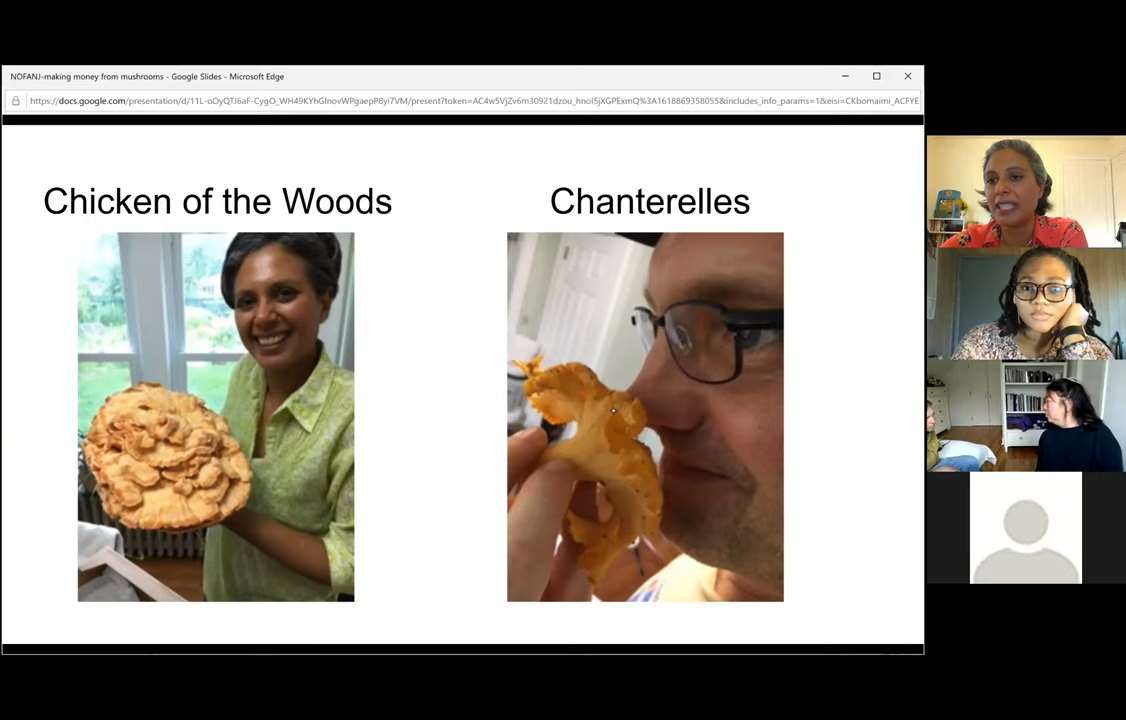 NOFANJ-making money from mushrooms - Google Slides - Microsoft Edge
https://docs.google.com/presentation/d/11L-oOyQTJ6aF-CygO_WH49KYhGInovWPgaepP8yi7VM/present?token=AC4w5VjZv6m30921dzou_hnoI5jXGPExmQ%3A1618869358055&includes_info_params=1&eisi=CKbomaimi_ACFYE
Chicken of the Woods
Chanterelles